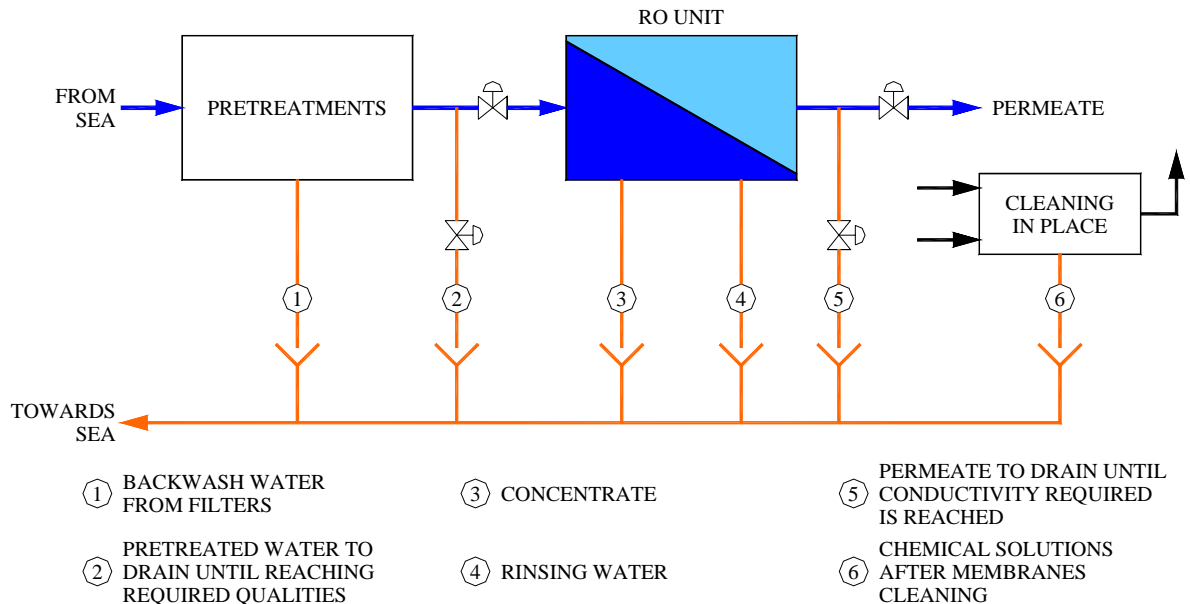 RO UNIT
FROM
SEA
PRETREATMENTS
PERMEATE
CLEANING
IN PLACE
1
2
3
4
5
6
TOWARDS
SEA
1 BACKWASH WATER
FROM FILTERS
3 CONCENTRATE
5 PERMEATE TO DRAIN UNTIL
CONDUCTIVITY REQUIRED
IS REACHED
2 PRETREATED WATER TO
DRAIN UNTIL REACHING
REQUIRED QUALITIES
4 RINSING WATER
6 CHEMICAL SOLUTIONS
AFTER MEMBRANES
CLEANING